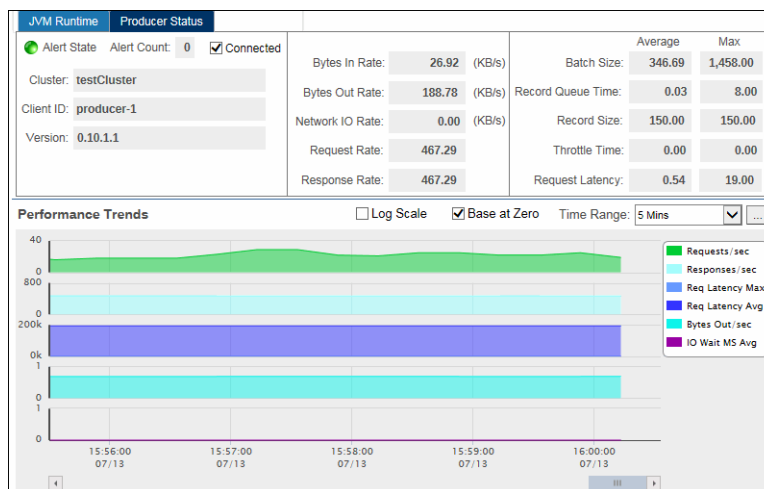 JVM Runtime Producer Status
Alert State Alert Count: 0 Connected
Cluster: testCluster
Client ID: producer-1
Version: 0.10.1.1
Bytes In Rate: 26.92 (KB/s)
Bytes Out Rate: 188.78 (KB/s)
Network IO Rate: 0.00 (KB/s)
Request Rate: 467.29
Response Rate: 467.29
Average Max
Batch Size: 346.69 1,458.00
Record Queue Time: 0.03 8.00
Record Size: 150.00 150.00
Throttle Time: 0.00 0.00
Request Latency: 0.54 19.00
Performance Trends Log Scale Base at Zero Time Range: 5 Mins ...
40
0
800
0
200k
0k
1
0
1
0
Requests/sec
Responses/sec
Req Latency Max
Req Latency Avg
Bytes Out/sec
IO Wait MS Avg
15:56:00 15:57:00 15:58:00 15:59:00 16:00:00
07/13 07/13 07/13 07/13 07/13